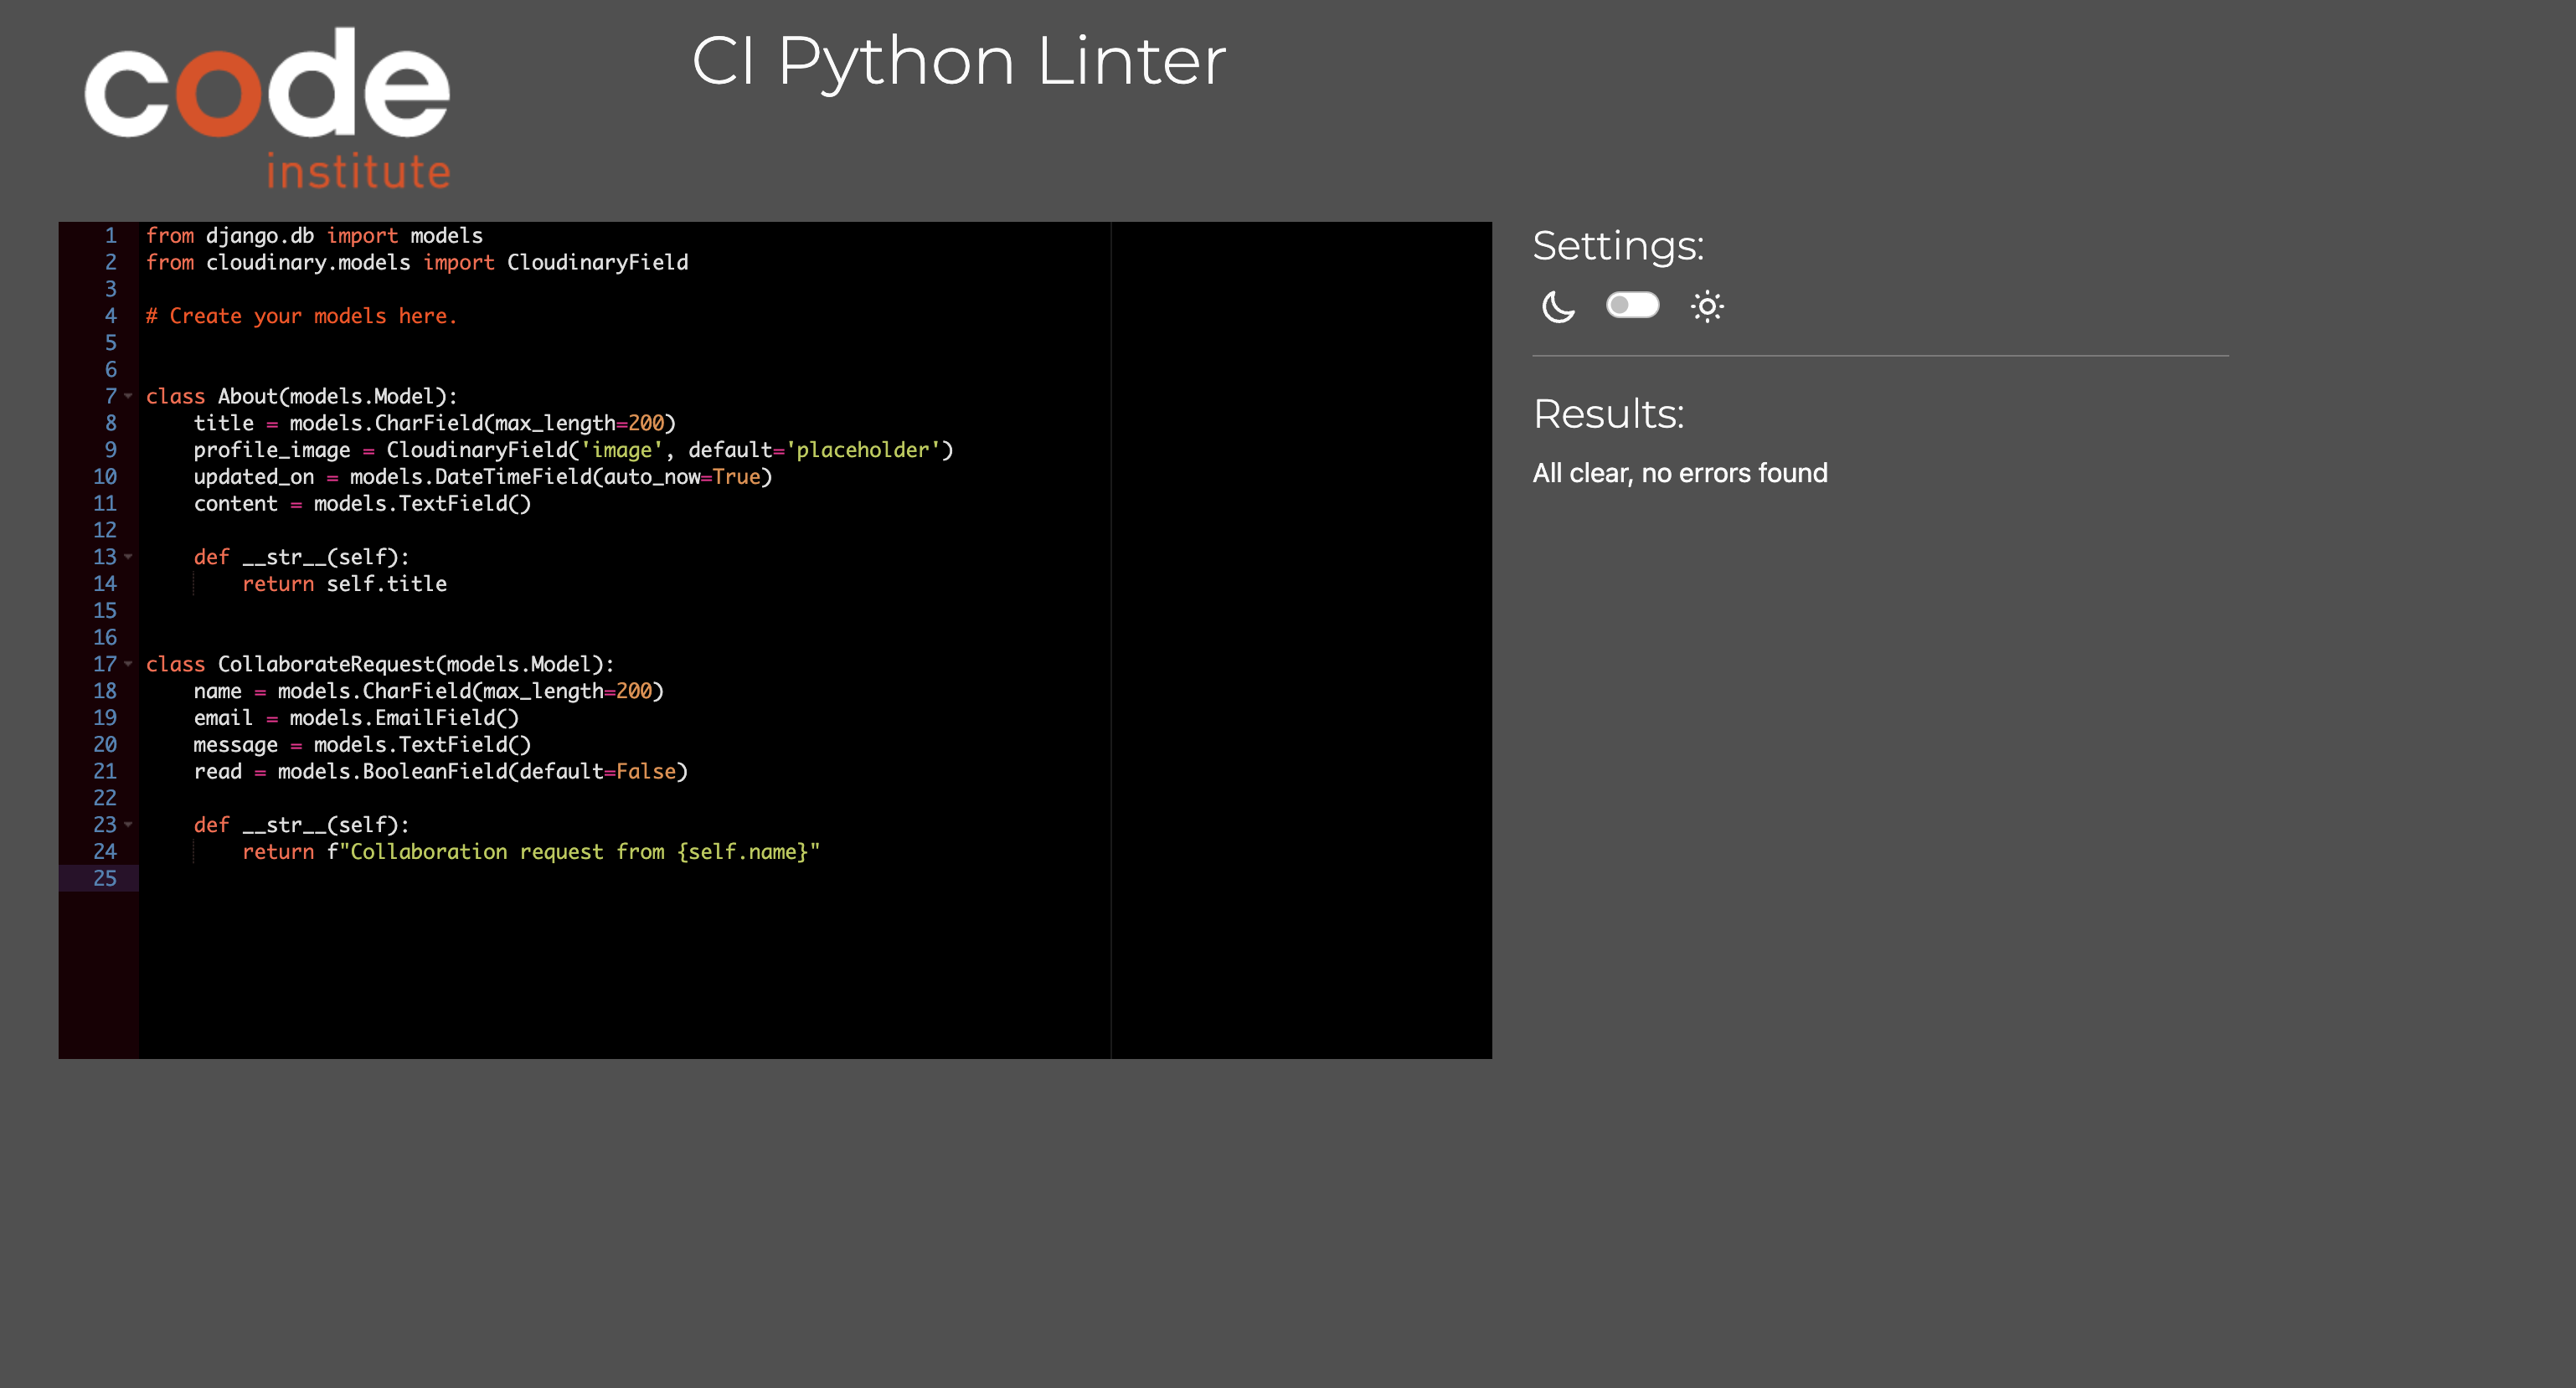 code
institute
CI Python Linter
1 from django.db import models
2 from cloudinary.models import CloudinaryField
3
4 # Create your models here.
5
6
7 class About(models.Model):
8     title = models.CharField(max_length=200)
9     profile_image = CloudinaryField('image', default='placeholder')
10     updated_on = models.DateTimeField(auto_now=True)
11     content = models.TextField()
12
13     def __str__(self):
14         return self.title
15
16
17 class CollaborateRequest(models.Model):
18     name = models.CharField(max_length=200)
19     email = models.EmailField()
20     message = models.TextField()
21     read = models.BooleanField(default=False)
22
23     def __str__(self):
24         return f"Collaboration request from {self.name}"
25
Settings:
Results:
All clear, no errors found